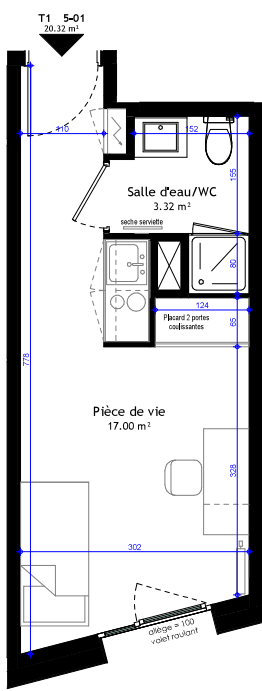 T1 5-01
20.32 m²
110
152
155
Salle d'eau/WC
3.32 m²
seche serviette
80
124
Placard 2 portes
coulissantes
65
778
Pièce de vie
17.00 m²
328
302
allège = 100
volet roulant